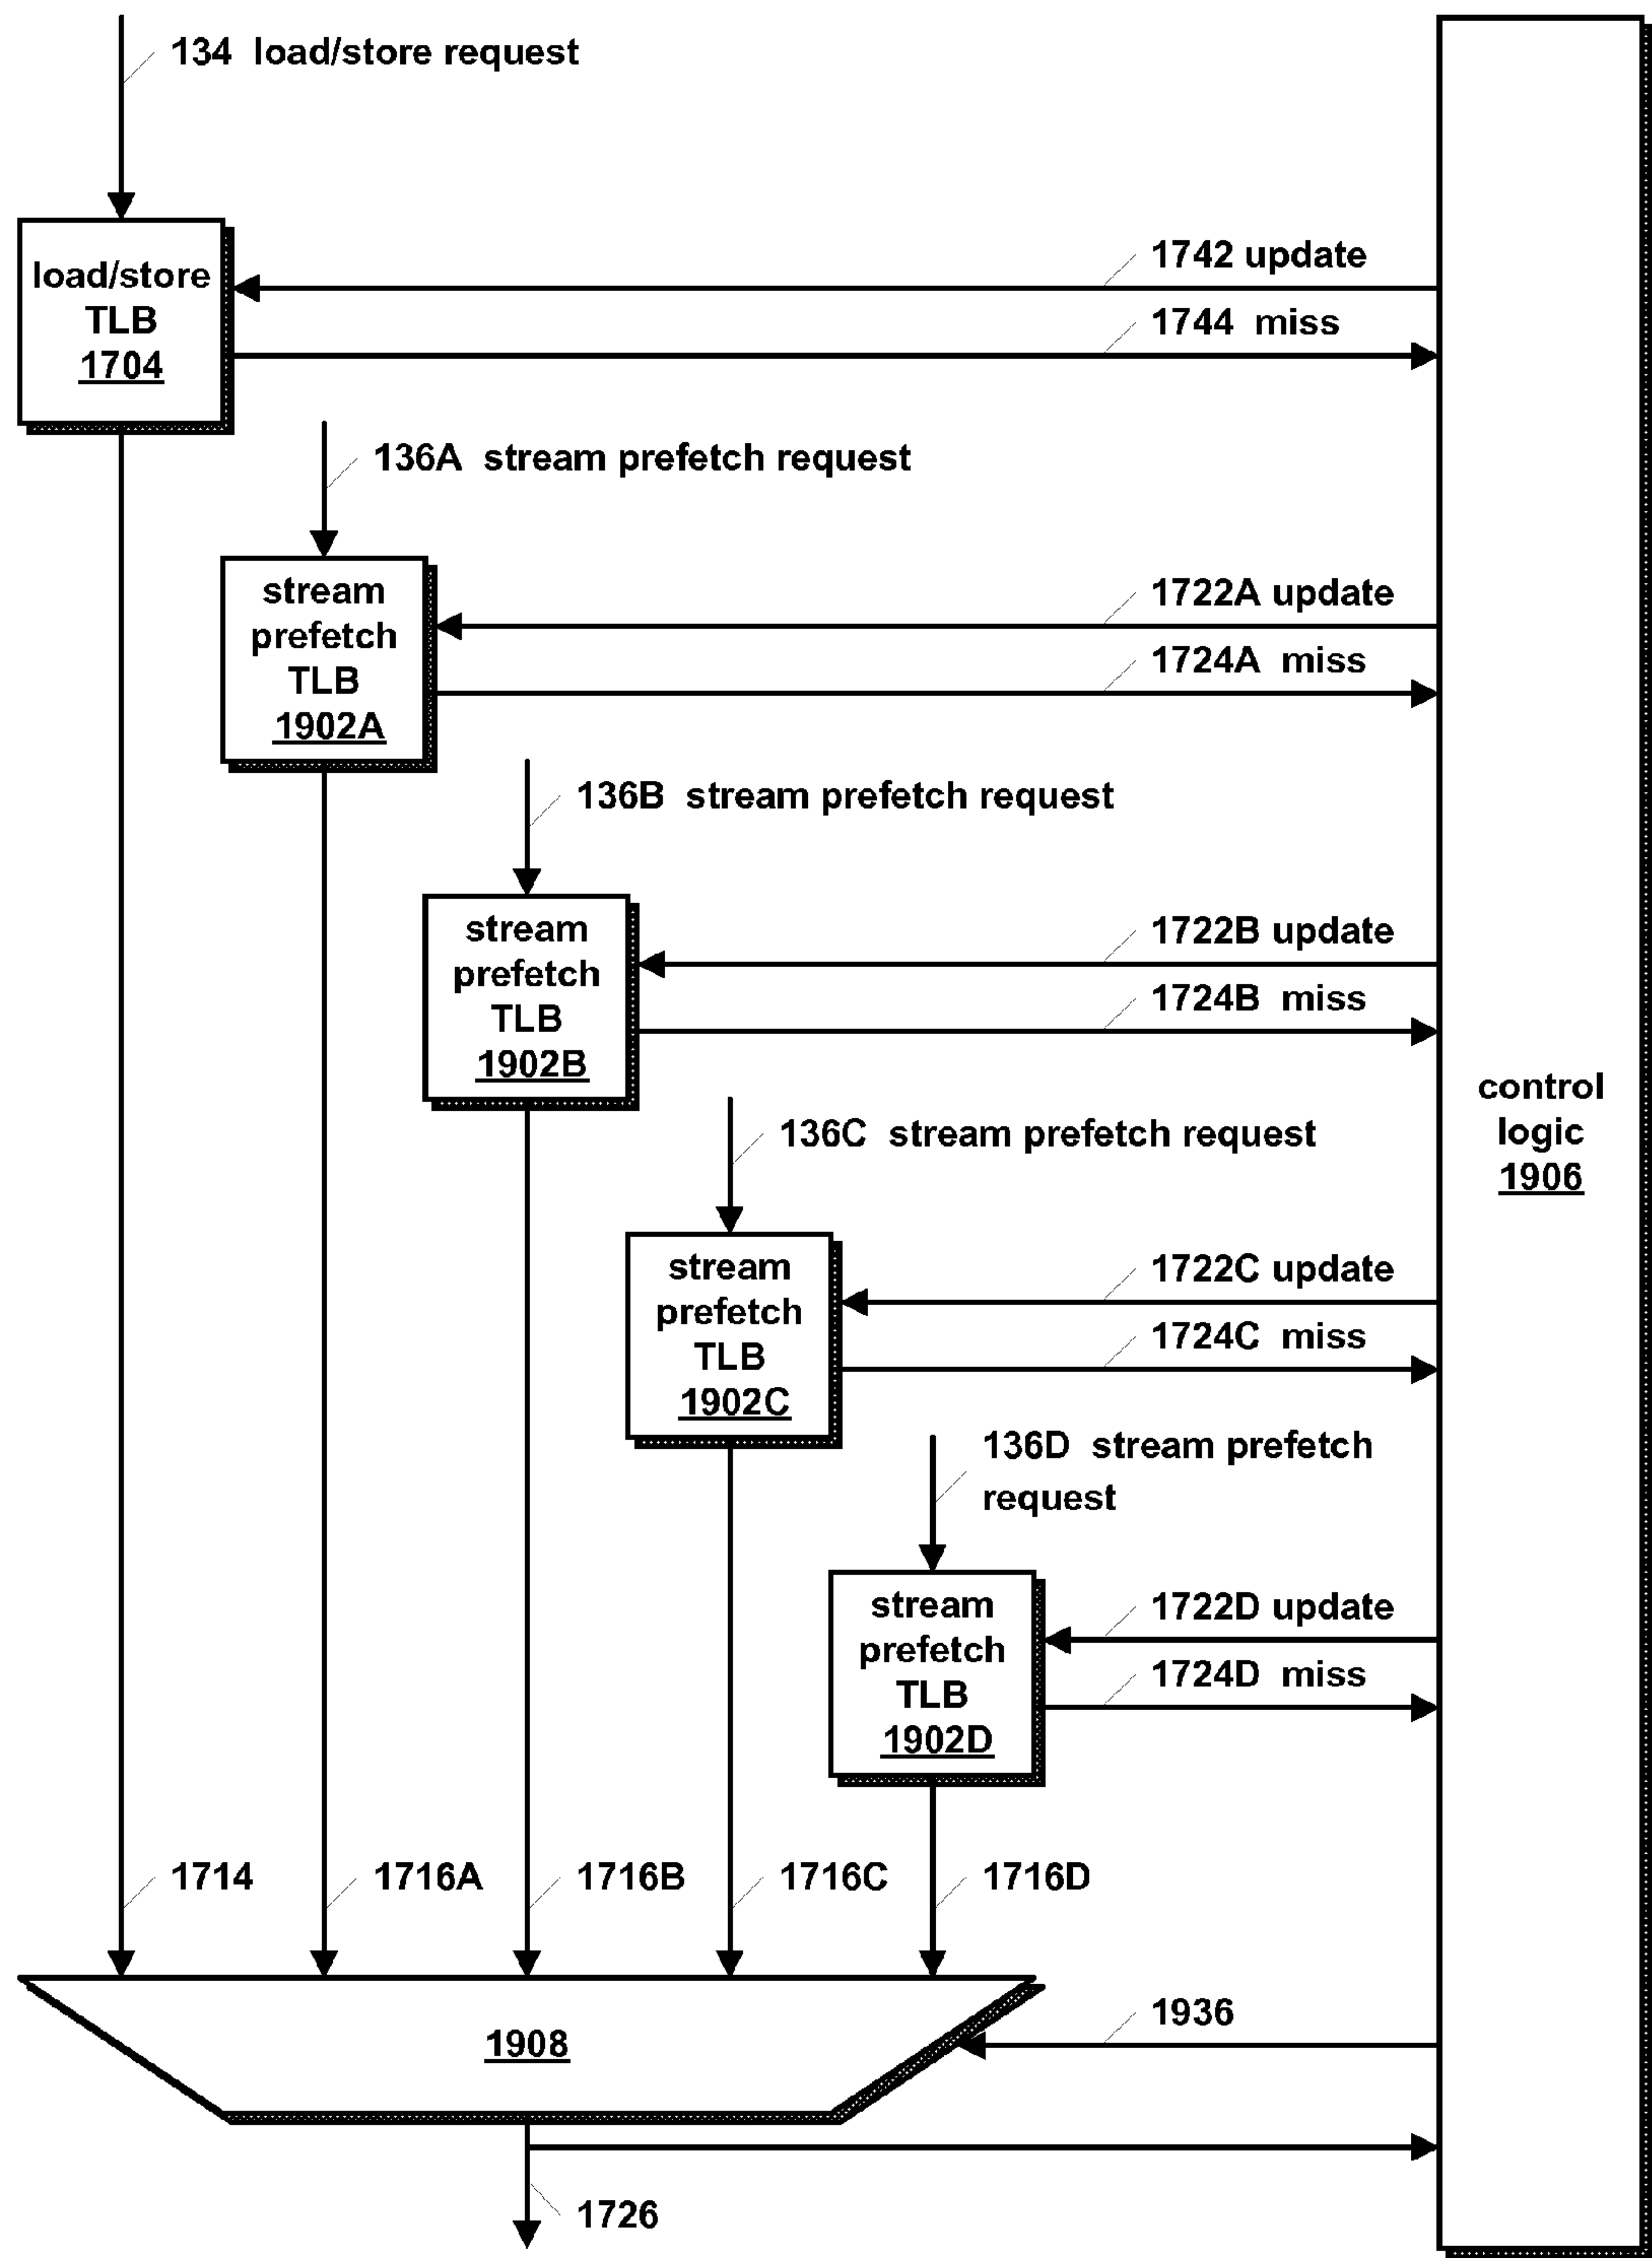 134 load/store request
load/store
TLB
1704
1742 update
1744 miss
136A stream prefetch request
stream
prefetch
TLB
1902A
1722A update
1724A miss
136B stream prefetch request
stream
prefetch
TLB
1902B
1722B update
1724B miss
control
logic
1906
136C stream prefetch request
stream
prefetch
TLB
1902C
1722C update
1724C miss
136D stream prefetch
request
stream
prefetch
TLB
1902D
1722D update
1724D miss
1714
1716A
1716B
1716C
1716D
1936
1908
1726